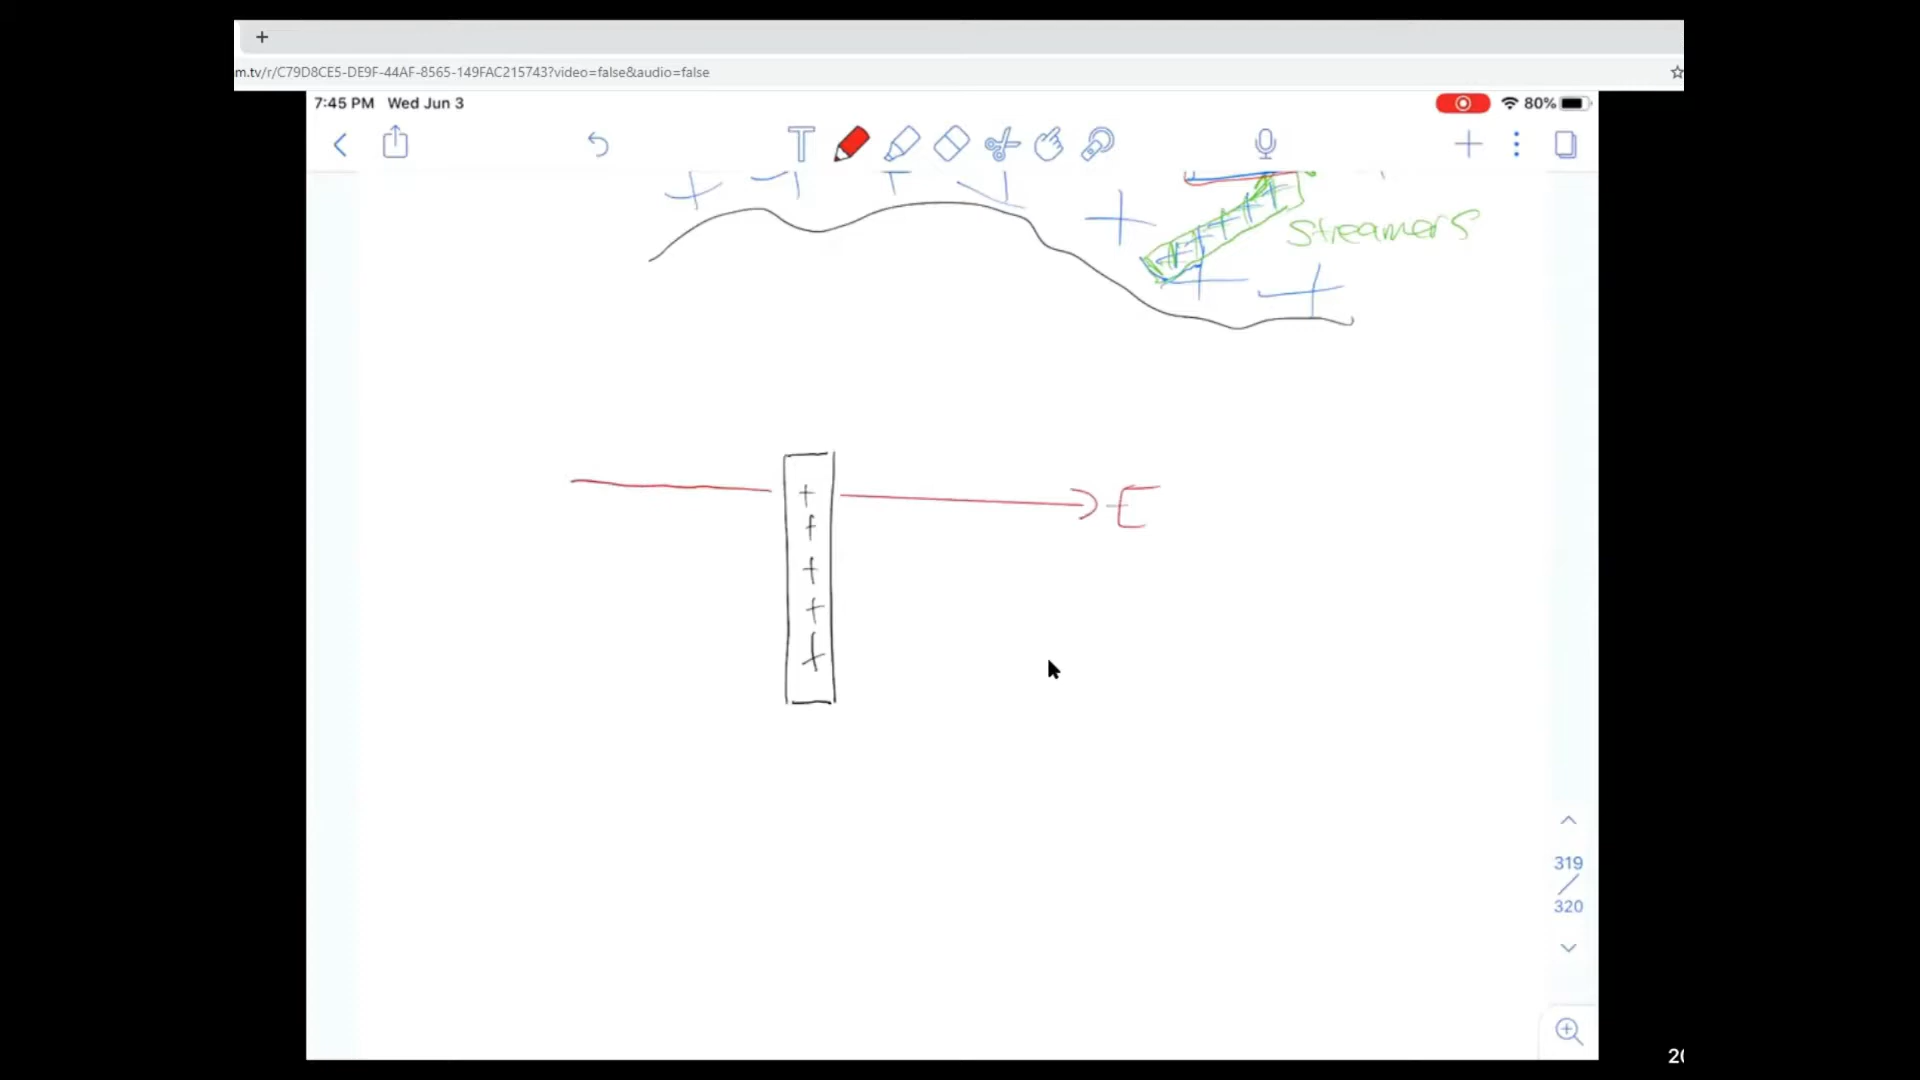 +
m.tv/r/C79D8CE5-DE9F-44AF-8565-149FAC215743?video=false&audio=false
7:45 PM Wed Jun 3
80%
T
+ +
streamers
+ + + + +
+ +
+
E
+
+
+
+
319
320